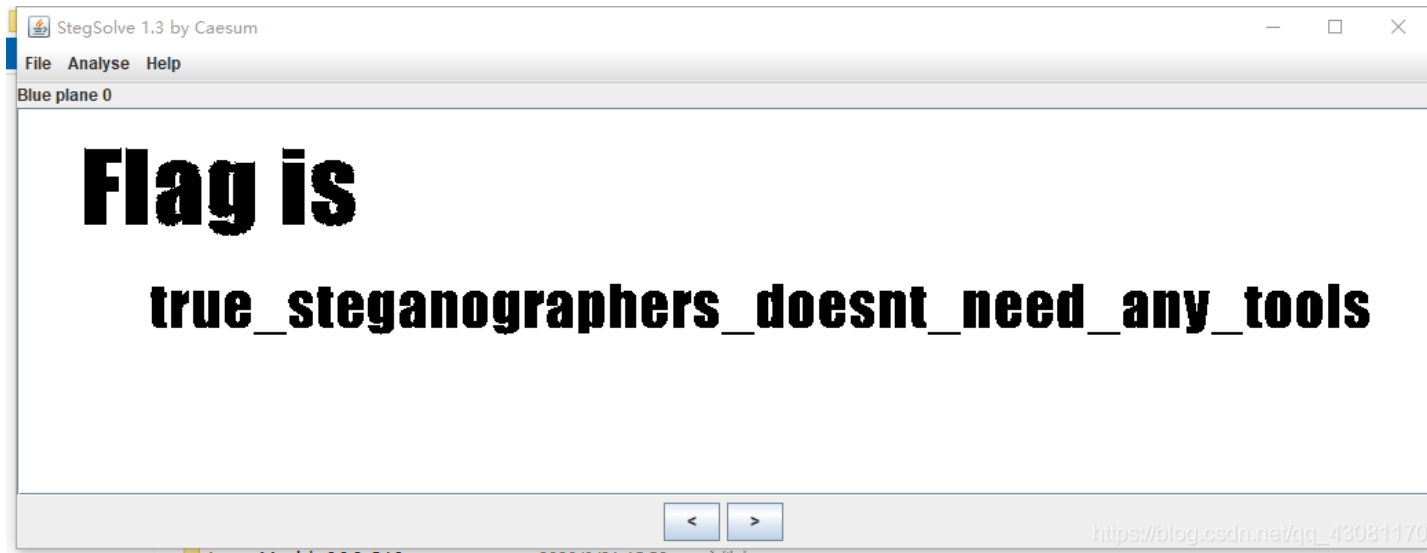 StegSolve 1.3 by Caesum
File Analyse Help
Blue plane 0
Flag is
true_steganographers_doesnt_need_any_tools
< >
https://blog.csdn.net/qq_43081170